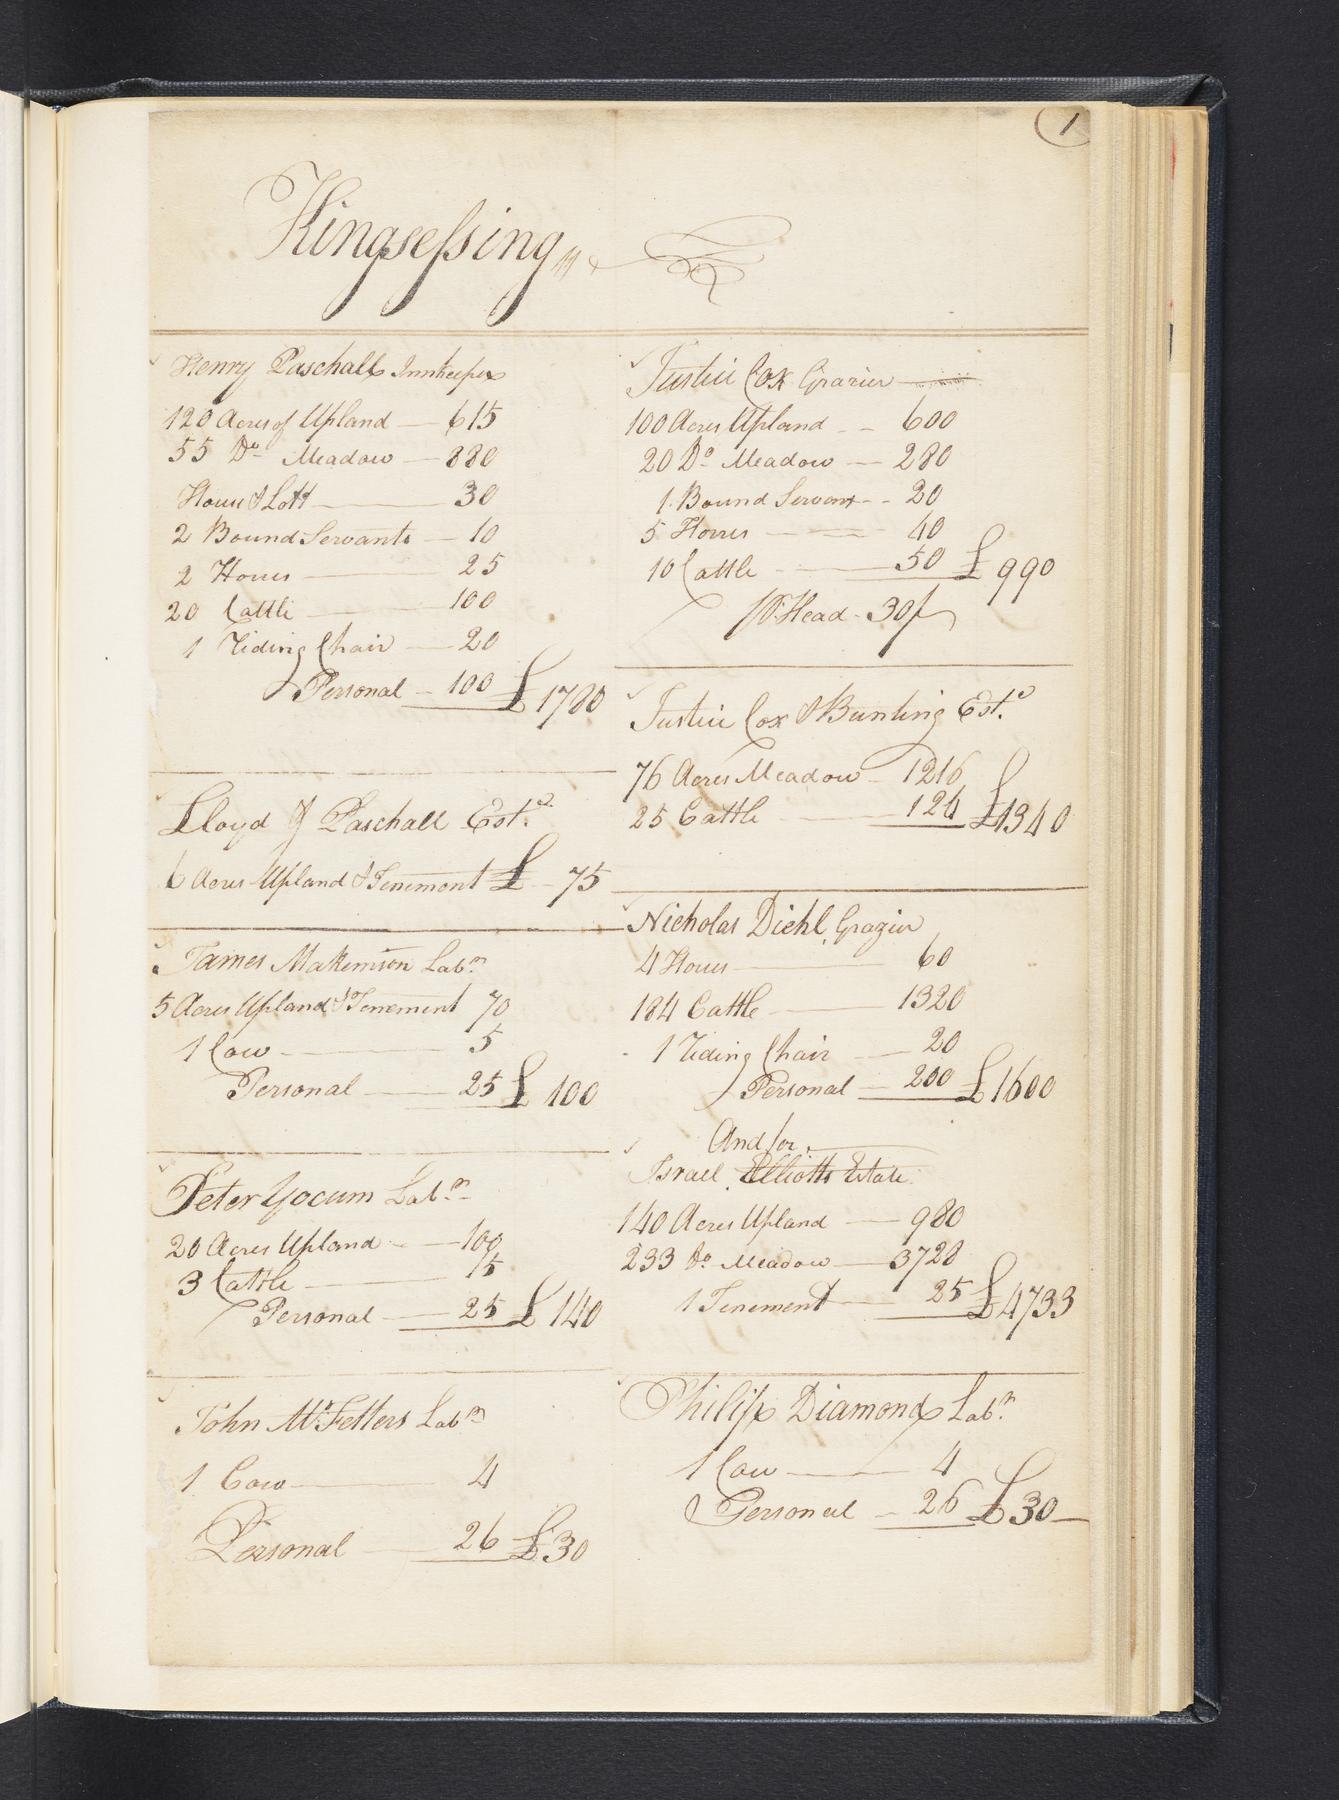 1
Kingsessing
Henry Paschall Innkeeper
120 Acres of Upland — 615
55 Do Meadow — 880
House & Lott — 30
2 Bound Servants — 10
2 Horses — 25
20 Cattle — 100
1 Riding Chair — 20
Personal — 100 £ 1780
Lloyd & Paschall Estd.
6 Acres Upland & Tenement £ 75
James Makemson Labr.
5 Acres Upland & Tenement 70
1 Cow — 5
Personal — 25 £ 100
Peter Yocum Labr.
20 Acres Upland — 100
3 Cattle — 15
Personal — 25 £ 140
John McFetters Labr
1 Cow — 4
Personal — 26 £ 30
Justice Cox Grazier
100 Acres Upland — 600
20 Do Meadow — 280
1 Bound Servant — 20
5 Horses — 40
10 Cattle — 50 £ 990
Head - 30/
Justice Cox & Bunting Estd.
76 Acres Meadow — 1216
25 Cattle — 124 £1340
Nicholas Diehl Grazier
4 Horses — 60
184 Cattle — 1320
1 Riding Chair — 20
Personal — 200 £1600
And for
Israel Elliotts Estate
140 Acres Upland — 980
233 Do Meadow — 3728
1 Tenement — 25 £4733
Philip Diamond Labr.
1 Cow — 4
Personal — 26 £30